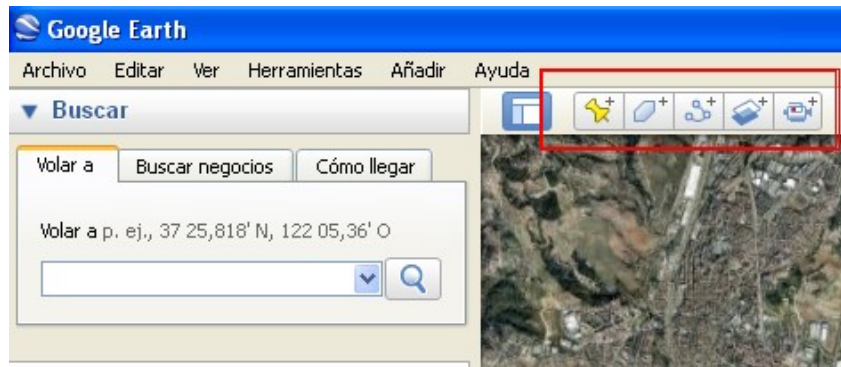 Google Earth
Archivo Editar Ver Herramientas Añadir Ayuda
Buscar
Volar a Buscar negocios Cómo llegar
Volar a p. ej., 37 25,818' N, 122 05,36' O